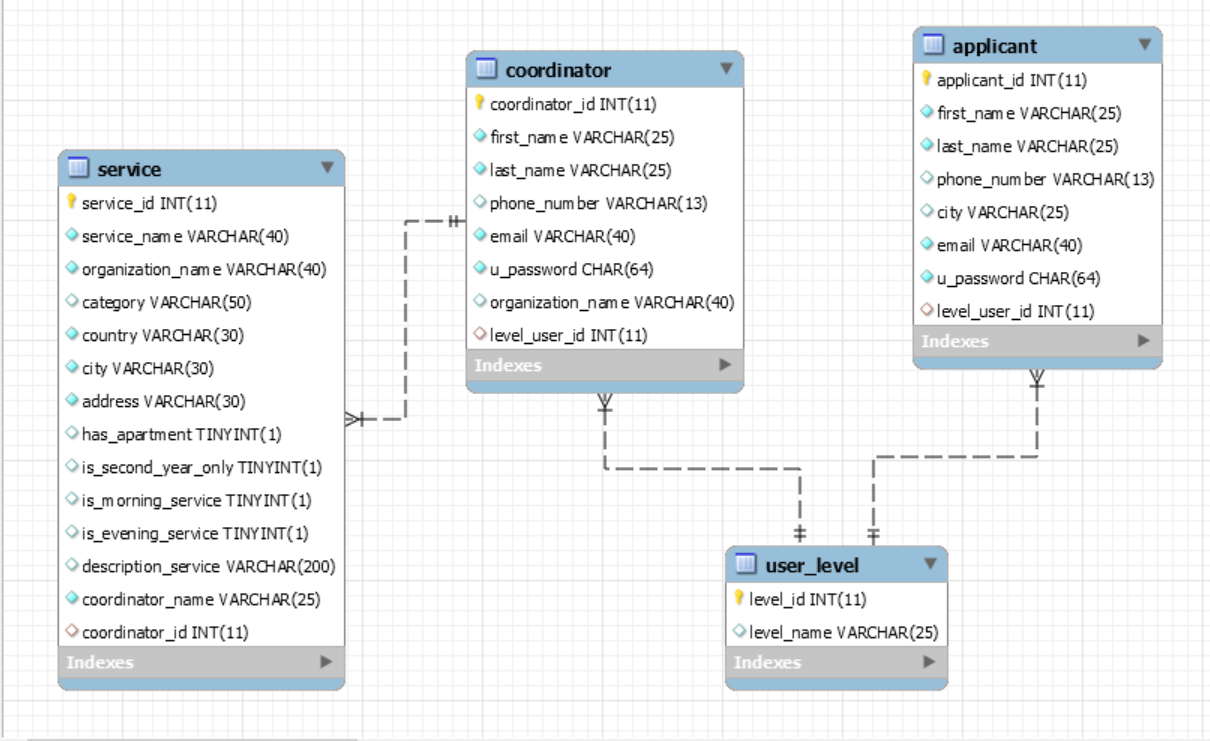 service
service_id INT(11)
service_name VARCHAR(40)
organization_name VARCHAR(40)
category VARCHAR(50)
country VARCHAR(30)
city VARCHAR(30)
address VARCHAR(30)
has_apartment TINYINT(1)
is_second_year_only TINYINT(1)
is_morning_service TINYINT(1)
is_evening_service TINYINT(1)
description_service VARCHAR(200)
coordinator_name VARCHAR(25)
coordinator_id INT(11)
Indexes
coordinator
coordinator_id INT(11)
first_name VARCHAR(25)
last_name VARCHAR(25)
phone_number VARCHAR(13)
email VARCHAR(40)
u_password CHAR(64)
organization_name VARCHAR(40)
level_user_id INT(11)
Indexes
applicant
applicant_id INT(11)
first_name VARCHAR(25)
last_name VARCHAR(25)
phone_number VARCHAR(13)
city VARCHAR(25)
email VARCHAR(40)
u_password CHAR(64)
level_user_id INT(11)
Indexes
user_level
level_id INT(11)
level_name VARCHAR(25)
Indexes